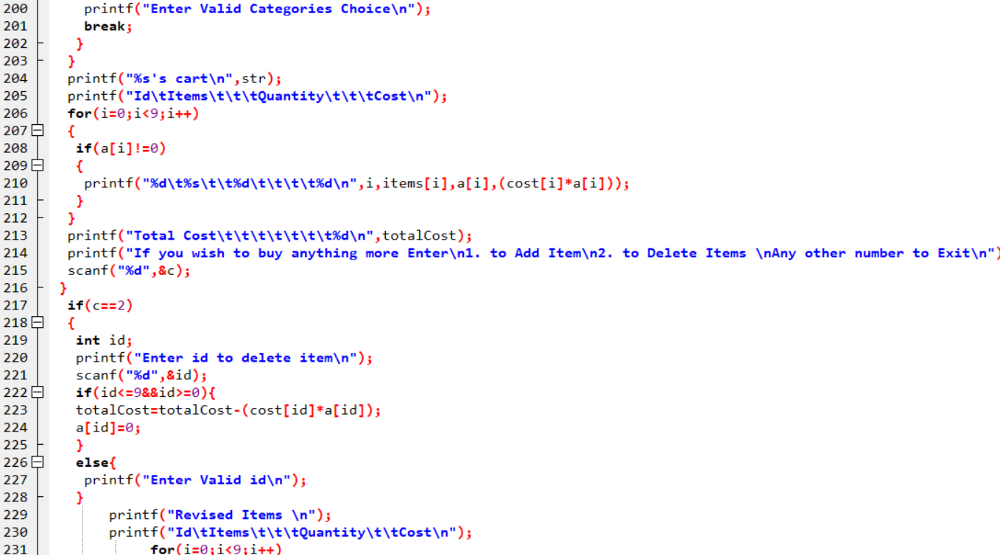 200 printf("Enter Valid Categories Choice\n");
201 break;
202 }
203 }
204 printf("%s's cart\n",str);
205 printf("Id\tItems\t\t\tQuantity\t\t\tCost\n");
206 for(i=0;i<9;i++)
207 {
208 if(a[i]!=0)
209 {
210 printf("%d\t%s\t\t%d\t\t\t\t%d\n",i,items[i],a[i],(cost[i]*a[i]));
211 }
212 }
213 printf("Total Cost\t\t\t\t\t\t\t%d\n",totalCost);
214 printf("If you wish to buy anything more Enter\n1. to Add Item\n2. to Delete Items \nAny other number to Exit\n")
215 scanf("%d",&c);
216 }
217 if(c==2)
218 {
219 int id;
220 printf("Enter id to delete item\n");
221 scanf("%d",&id);
222 if(id<=9&&id>=0){
223 totalCost=totalCost-(cost[id]*a[id]);
224 a[id]=0;
225 }
226 else{
227 printf("Enter Valid id\n");
228 }
229 printf("Revised Items \n");
230 printf("Id\tItems\t\t\tQuantity\t\tCost\n");
231 for(i=0;i<9;i++)